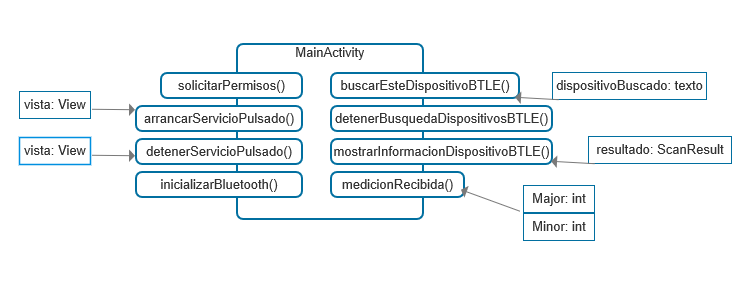 MainActivity
solicitarPermisos()
buscarEsteDispositivoBTLE()
dispositivoBuscado: texto
vista: View
arrancarServicioPulsado()
detenerBusquedaDispositivosBTLE()
vista: View
detenerServicioPulsado()
mostrarInformacionDispositivoBTLE()
resultado: ScanResult
inicializarBluetooth()
medicionRecibida()
Major: int
Minor: int